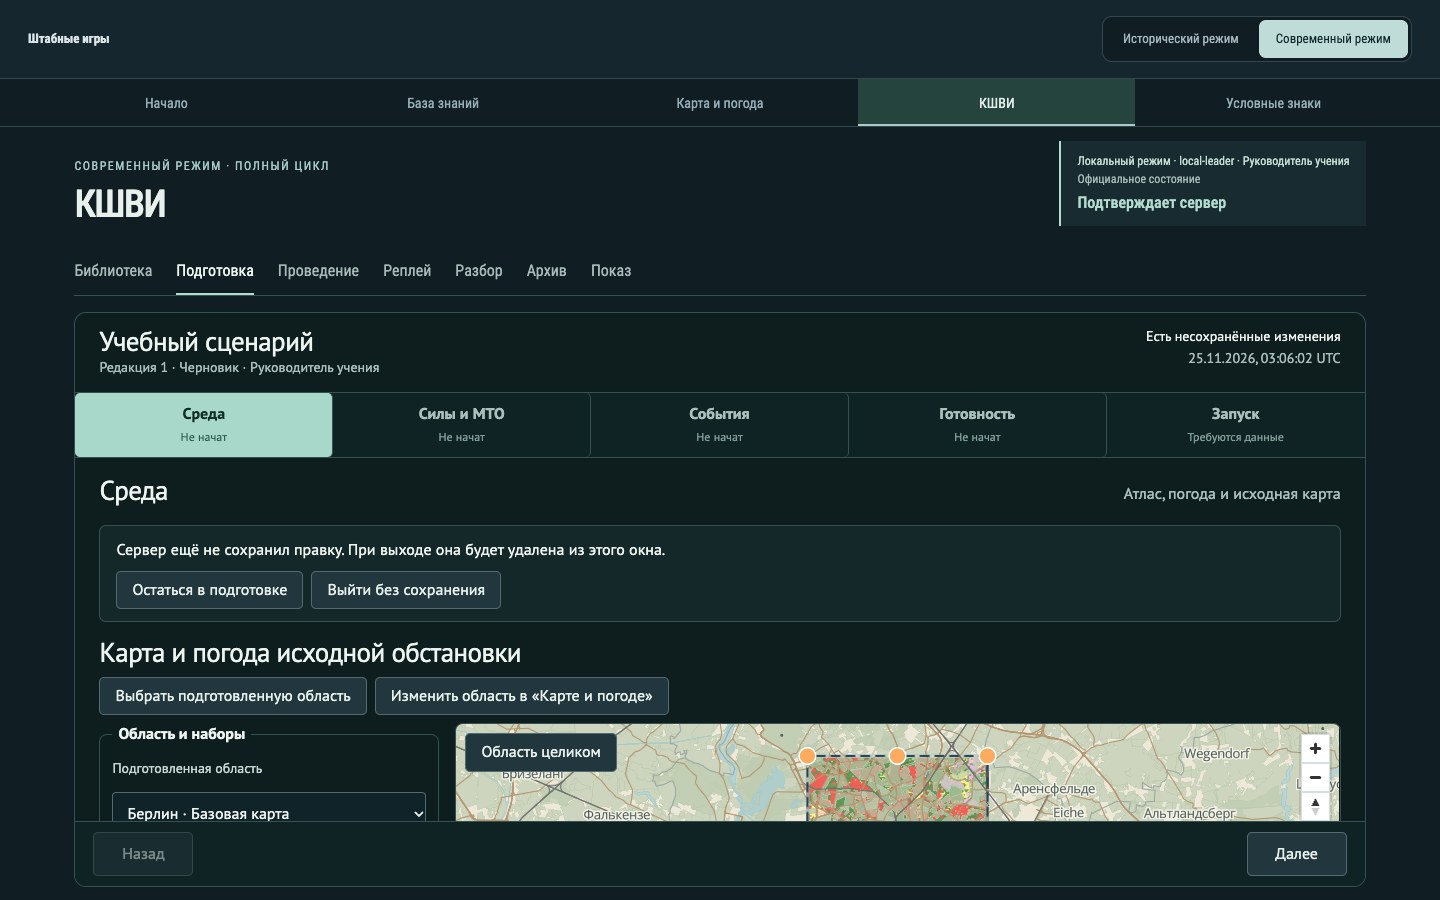 Штабные игры
Исторический режим
Современный режим
Начало
База знаний
Карта и погода
КШВИ
Условные знаки
СОВРЕМЕННЫЙ РЕЖИМ · ПОЛНЫЙ ЦИКЛ
КШВИ
Локальный режим · local-leader · Руководитель учения
Официальное состояние
Подтверждает сервер
Библиотека
Подготовка
Проведение
Реплей
Разбор
Архив
Показ
Учебный сценарий
Редакция 1 · Черновик · Руководитель учения
Есть несохранённые изменения
25.11.2026, 03:06:02 UTC
Среда
Не начат
Силы и МТО
Не начат
События
Не начат
Готовность
Не начат
Запуск
Требуются данные
Среда
Атлас, погода и исходная карта
Сервер ещё не сохранил правку. При выходе она будет удалена из этого окна.
Остаться в подготовке
Выйти без сохранения
Карта и погода исходной обстановки
Выбрать подготовленную область
Изменить область в «Карте и погоде»
Область и наборы
Подготовленная область
Берлин · Базовая карта
Область целиком
Бризеланг
Фалькензе
Wegendorf
Аренсфельде
Eiche
Альтландсберг
Назад
Далее